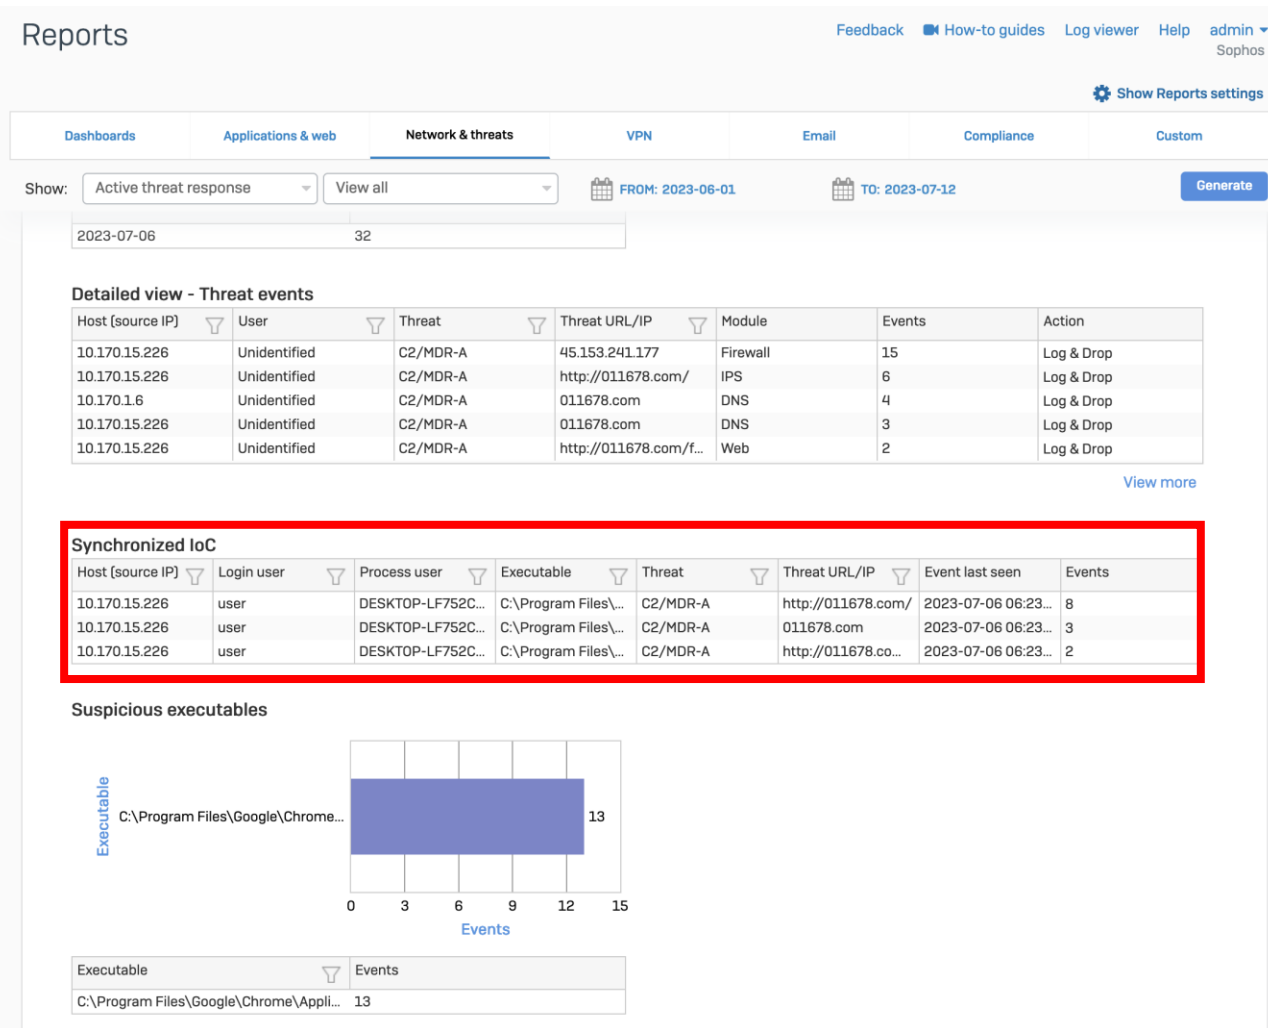 Reports Feedback How-to guides Log viewer Help admin
Sophos
Show Reports settings
Dashboards Applications & web Network & threats VPN Email Compliance Custom
Show: Active threat response View all FROM: 2023-06-01 TO: 2023-07-12 Generate
2023-07-06 32
Detailed view - Threat events
Host (source IP) User Threat Threat URL/IP Module Events Action
10.170.15.226 Unidentified C2/MDR-A 45.153.241.177 Firewall 15 Log & Drop
10.170.15.226 Unidentified C2/MDR-A http://011678.com/ IPS 6 Log & Drop
10.170.1.6 Unidentified C2/MDR-A 011678.com DNS 4 Log & Drop
10.170.15.226 Unidentified C2/MDR-A 011678.com DNS 3 Log & Drop
10.170.15.226 Unidentified C2/MDR-A http://011678.com/f... Web 2 Log & Drop
View more
Synchronized IoC
Host (source IP) Login user Process user Executable Threat Threat URL/IP Event last seen Events
10.170.15.226 user DESKTOP-LF752C... C:\Program Files\... C2/MDR-A http://011678.com/ 2023-07-06 06:23... 8
10.170.15.226 user DESKTOP-LF752C... C:\Program Files\... C2/MDR-A 011678.com 2023-07-06 06:23... 3
10.170.15.226 user DESKTOP-LF752C... C:\Program Files\... C2/MDR-A http://011678.co... 2023-07-06 06:23... 2
Suspicious executables
Executable
C:\Program Files\Google\Chrome... 13
0 3 6 9 12 15
Events
Executable Events
C:\Program Files\Google\Chrome\Appli... 13